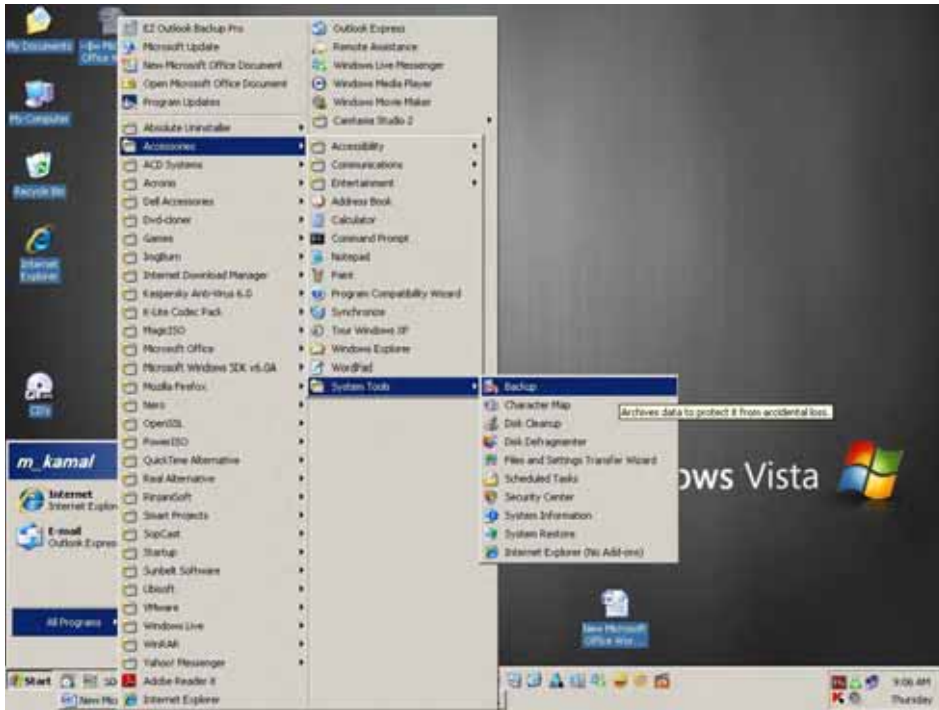 My Documents
My Computer
Recycle Bin
Internet
Explorer
CD's
m_kamal
Internet
Internet Explor
E-mail
Outlook Expres
All Programs
EZ Outlook Backup Pro
Microsoft Update
New Microsoft Office Document
Open Microsoft Office Document
Program Updates
Absolute Uninstaller
Accessories
ACD Systems
Acronis
Dell Accessories
Dvd-cloner
Games
ImgBurn
Internet Download Manager
Kaspersky Anti-Virus 6.0
K-Lite Codec Pack
MagicISO
Microsoft Office
Microsoft Windows SDK v6.0A
Mozilla Firefox
Nero
OpenSSL
PowerISO
QuickTime Alternative
Real Alternative
RinjaniSoft
Smart Projects
SopCast
Startup
Sunbelt Software
Ubisoft
VMware
Windows Live
WinRAR
Yahoo! Messenger
Adobe Reader 8
Internet Explorer
Outlook Express
Remote Assistance
Windows Live Messenger
Windows Media Player
Windows Movie Maker
Camtasia Studio 2
Accessibility
Communications
Entertainment
Address Book
Calculator
Command Prompt
Notepad
Paint
Program Compatibility Wizard
Synchronize
Tour Windows XP
Windows Explorer
WordPad
System Tools
Backup
Character Map
Disk Cleanup
Disk Defragmenter
Files and Settings Transfer Wizard
Scheduled Tasks
Security Center
System Information
System Restore
Internet Explorer (No Add-ons)
Archives data to protect it from accidental loss.
ows Vista
New Microsoft
Office Wor...
Start
New Mic
9:06 AM
Thursday